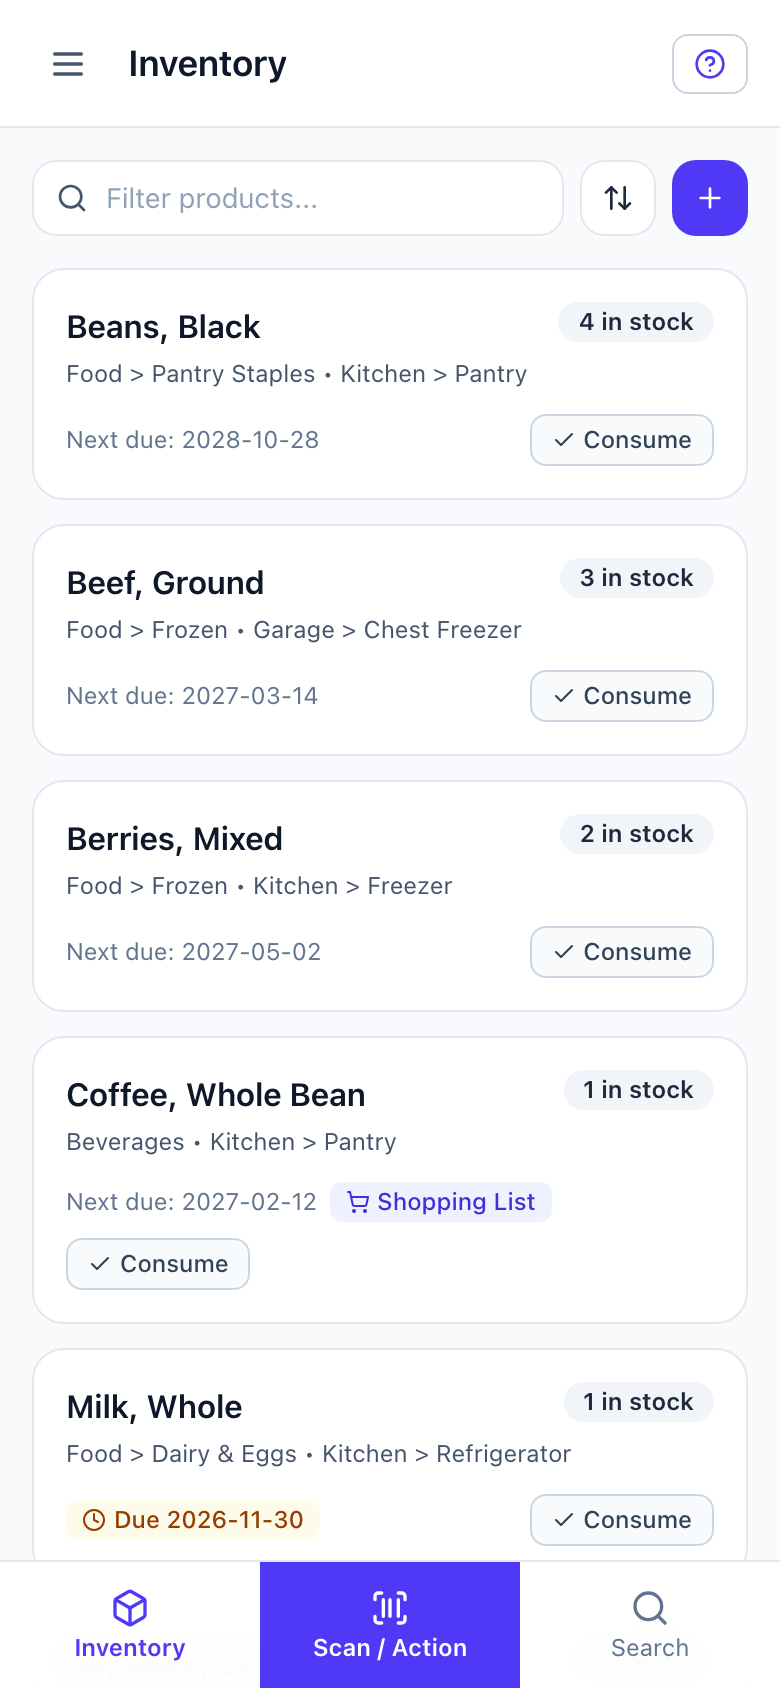 Inventory
Filter products...
Beans, Black
4 in stock
Food > Pantry Staples • Kitchen > Pantry
Next due: 2028-10-28
Consume
Beef, Ground
3 in stock
Food > Frozen • Garage > Chest Freezer
Next due: 2027-03-14
Consume
Berries, Mixed
2 in stock
Food > Frozen • Kitchen > Freezer
Next due: 2027-05-02
Consume
Coffee, Whole Bean
1 in stock
Beverages • Kitchen > Pantry
Next due: 2027-02-12
Shopping List
Consume
Milk, Whole
1 in stock
Food > Dairy & Eggs • Kitchen > Refrigerator
Due 2026-11-30
Consume
Inventory
Scan / Action
Search